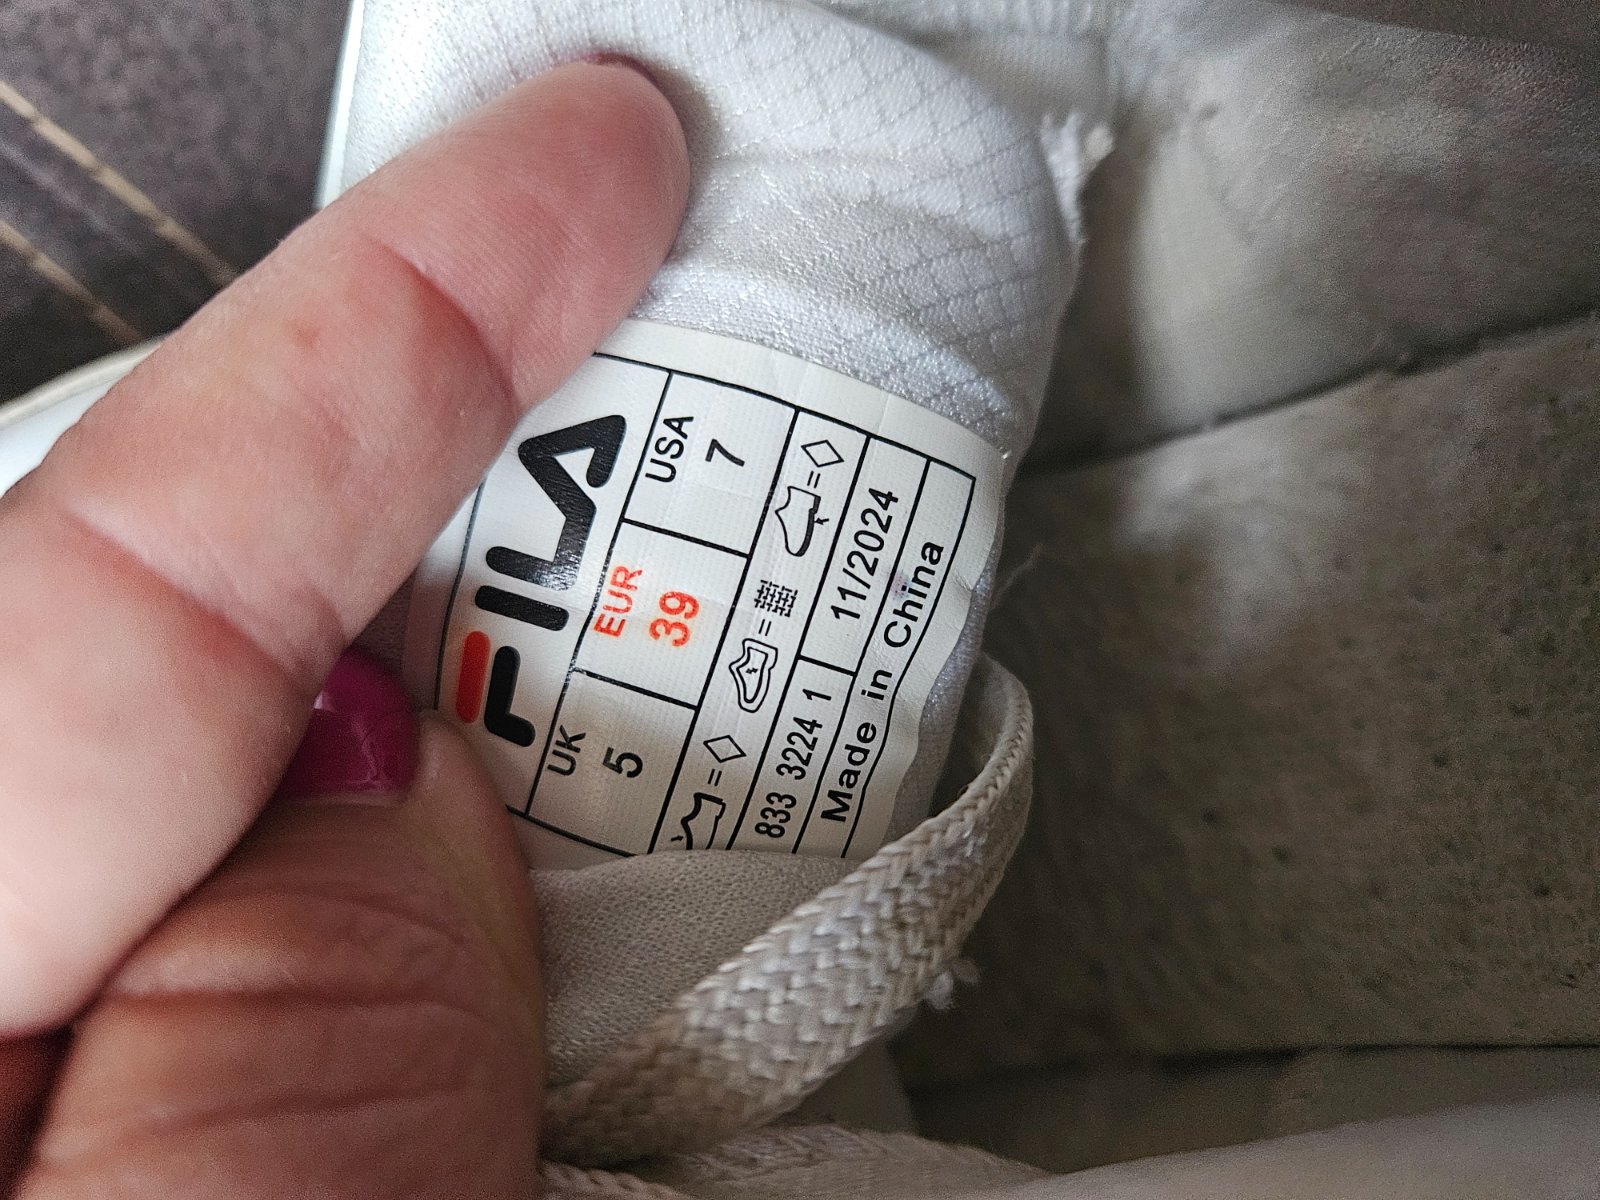 FILA
UK EUR USA
5 39 7
= = =
833 3224 1 11/2024
Made in China